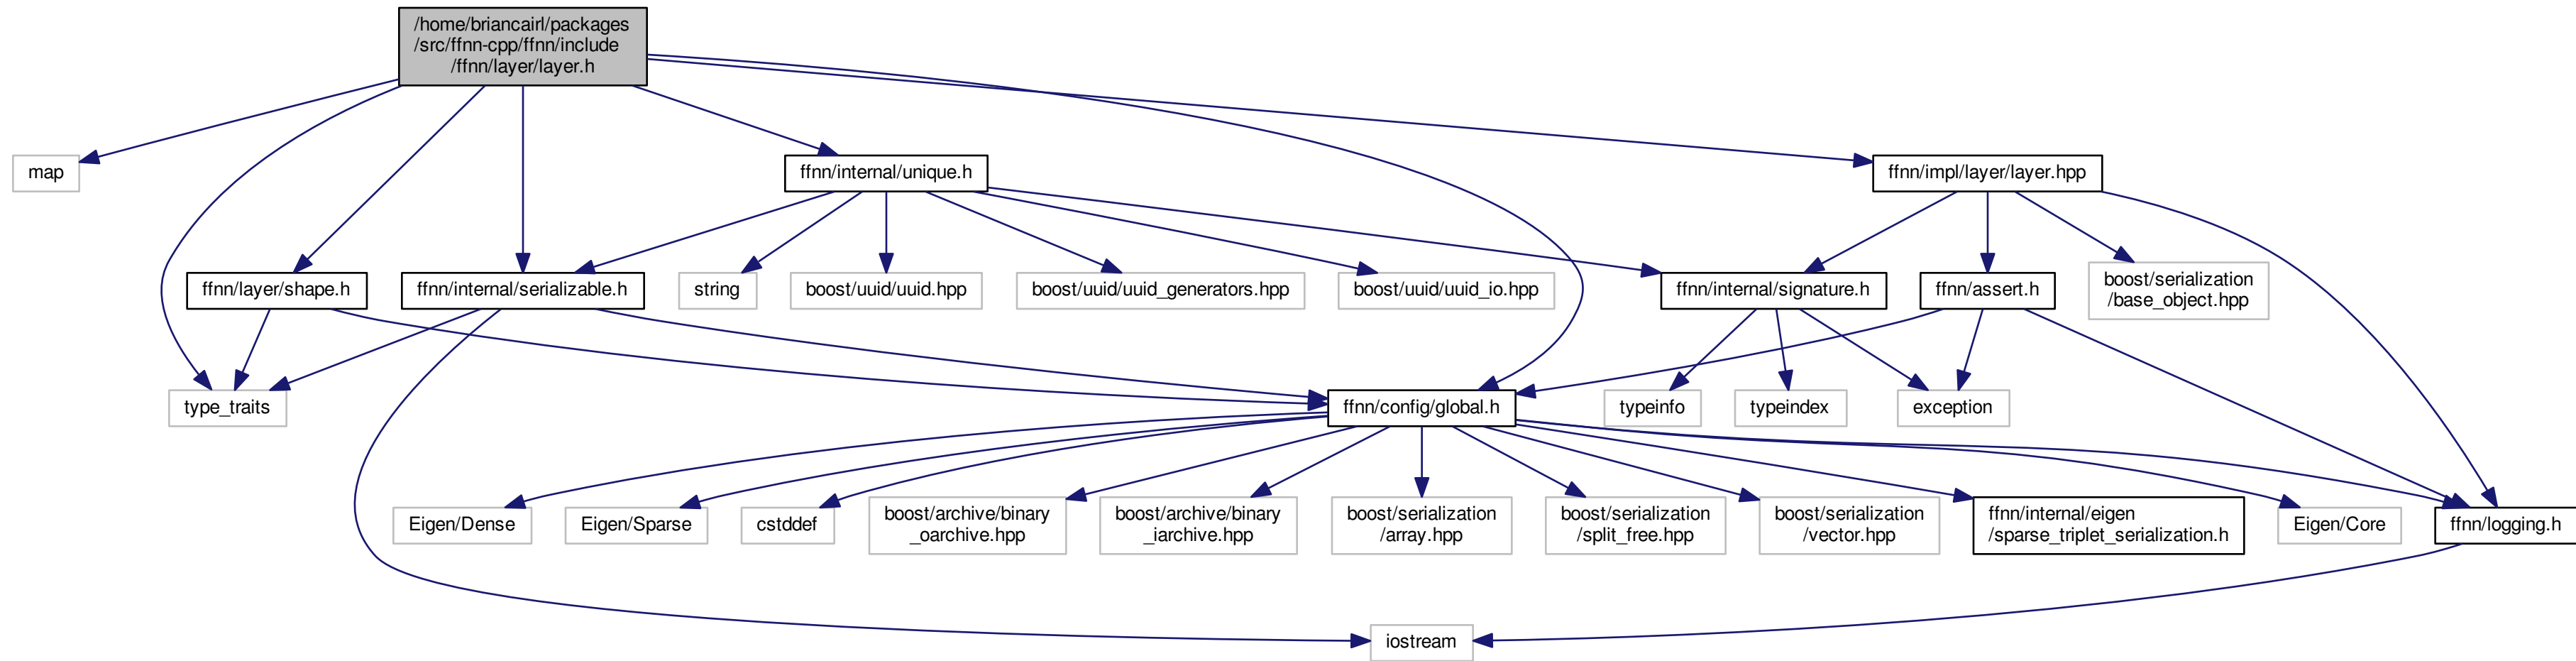 /home/briancairl/packages
/src/ffnn-cpp/ffnn/include
/ffnn/layer/layer.h
map
ffnn/internal/unique.h
ffnn/impl/layer/layer.hpp
ffnn/layer/shape.h
ffnn/internal/serializable.h
string
boost/uuid/uuid.hpp
boost/uuid/uuid_generators.hpp
boost/uuid/uuid_io.hpp
ffnn/internal/signature.h
ffnn/assert.h
boost/serialization
/base_object.hpp
type_traits
ffnn/config/global.h
typeinfo
typeindex
exception
Eigen/Dense
Eigen/Sparse
cstddef
boost/archive/binary
_oarchive.hpp
boost/archive/binary
_iarchive.hpp
boost/serialization
/array.hpp
boost/serialization
/split_free.hpp
boost/serialization
/vector.hpp
ffnn/internal/eigen
/sparse_triplet_serialization.h
Eigen/Core
ffnn/logging.h
iostream